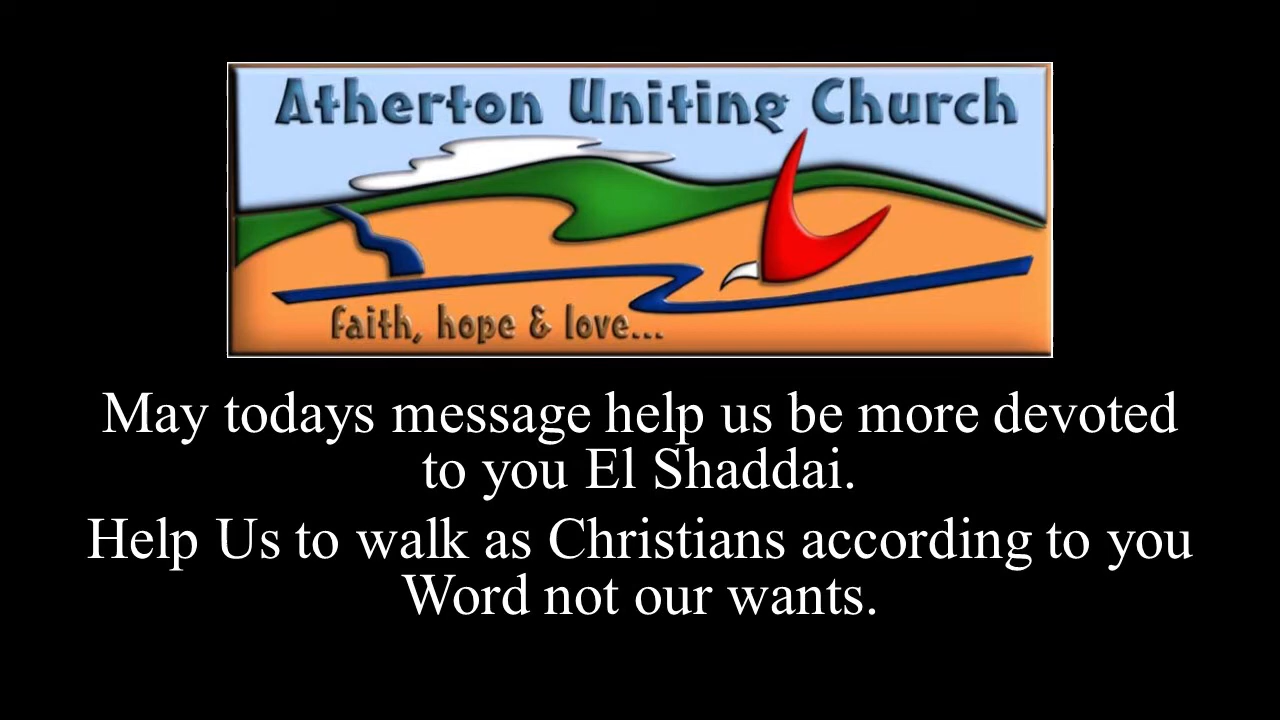 Atherton Uniting Church
faith, hope & love...
May todays message help us be more devoted
to you El Shaddai.
Help Us to walk as Christians according to you
Word not our wants.